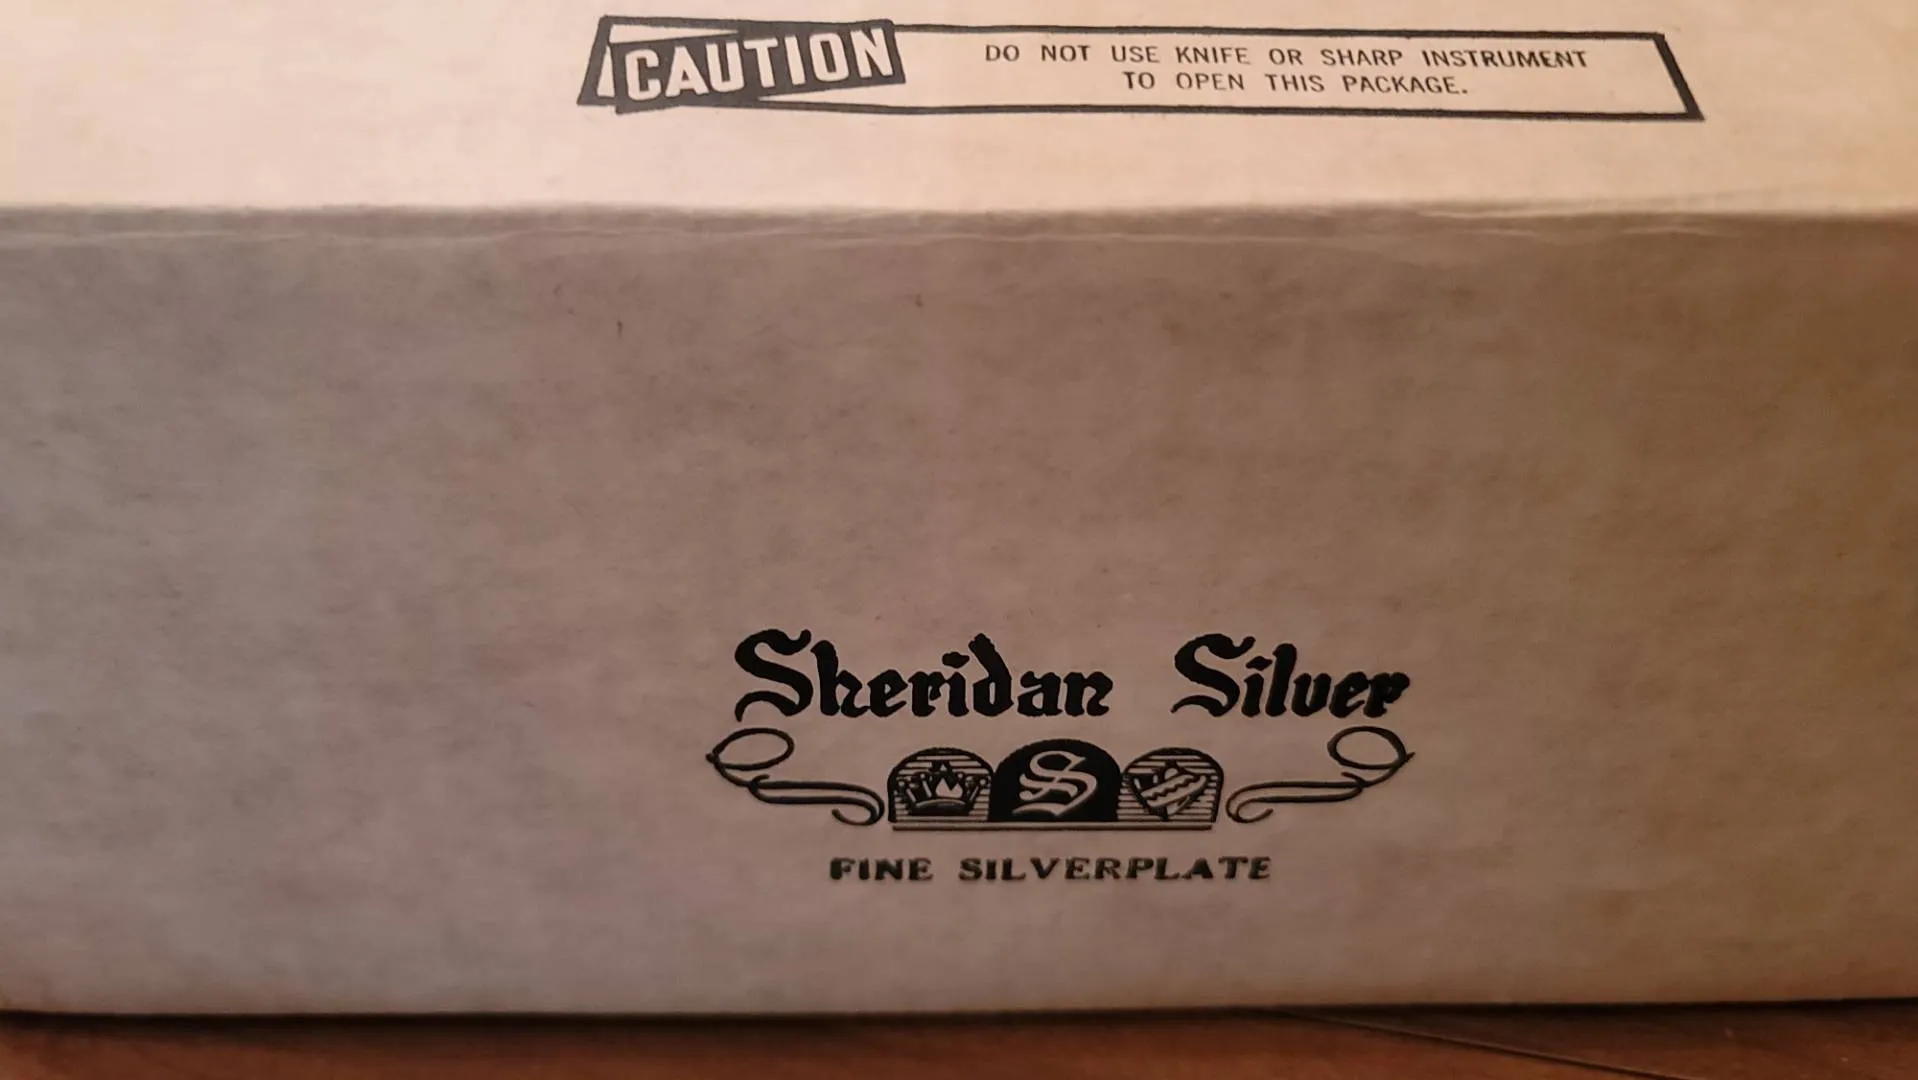 CAUTION
DO NOT USE KNIFE OR SHARP INSTRUMENT
TO OPEN THIS PACKAGE.
Sheridan Silver
S
FINE SILVERPLATE